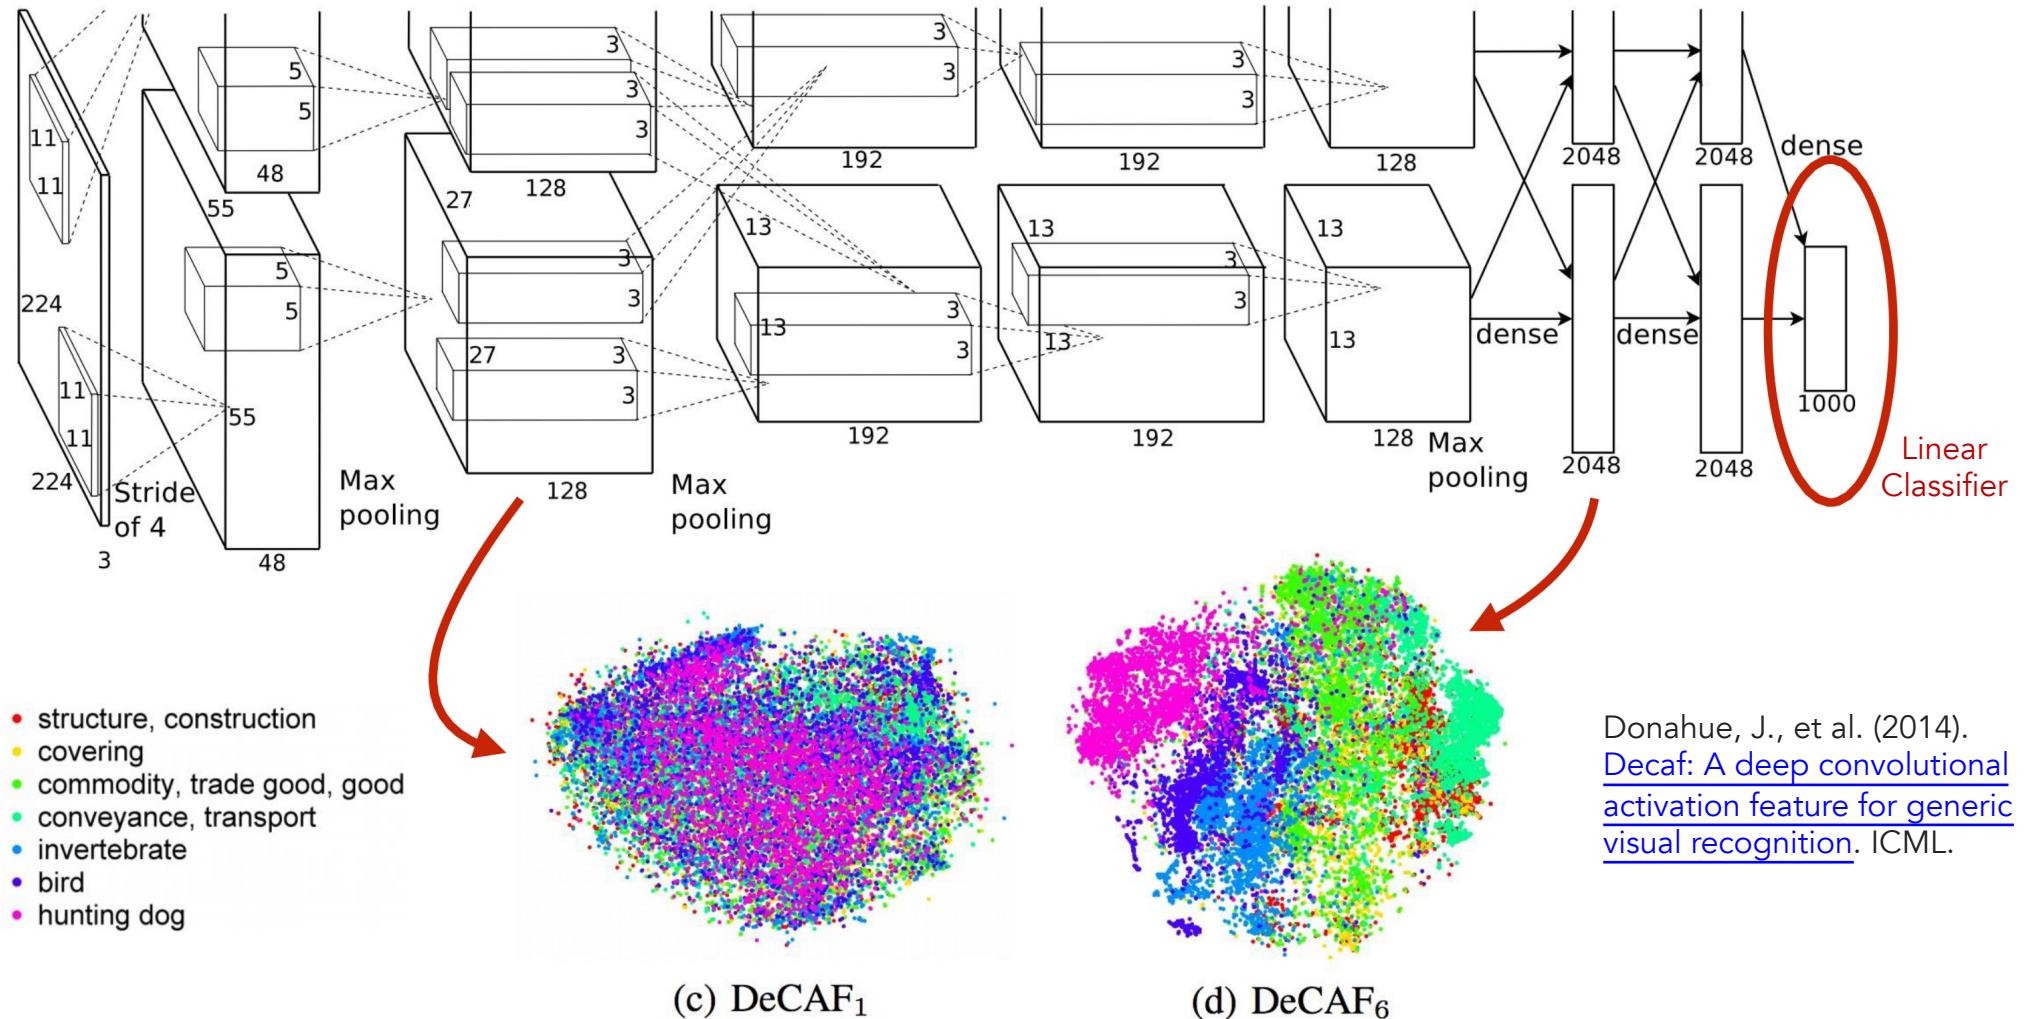 11
11
224
11
11
224
3
Stride
of 4
5
5
48
55
5
5
55
48
Max
pooling
3
3
3
3
128
27
3
3
27
3
3
128
Max
pooling
3
3
192
13
3
13
3
192
3
3
192
13
3
3
13
192
128
13
13
128
Max
pooling
dense
2048
2048
dense
2048
2048
dense
1000
Linear
Classifier
structure, construction
covering
commodity, trade good, good
conveyance, transport
invertebrate
bird
hunting dog
(c) DeCAF₁
(d) DeCAF₆
Donahue, J., et al. (2014).
Decaf: A deep convolutional
activation feature for generic
visual recognition. ICML.